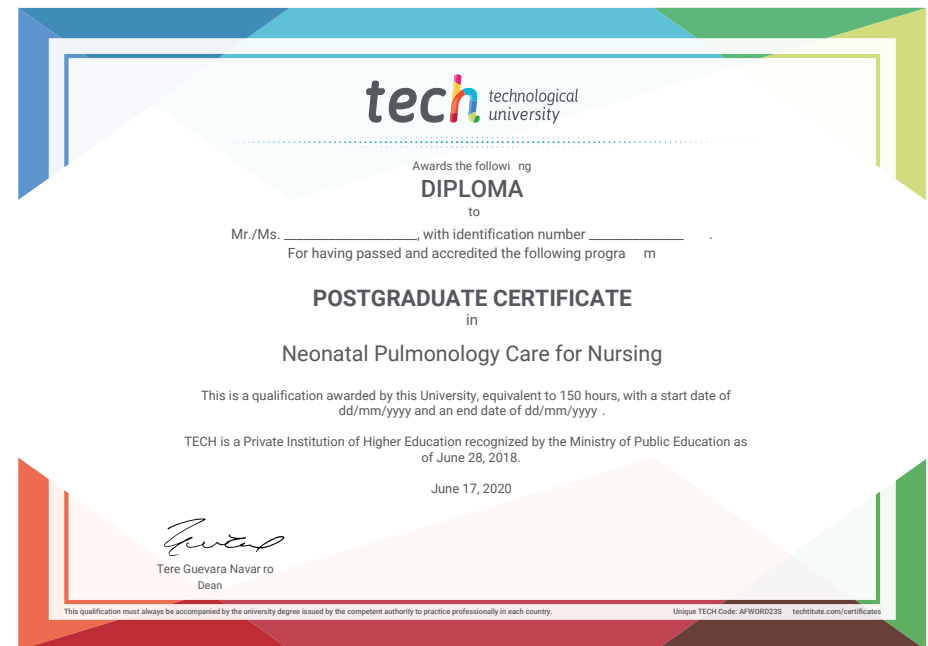 tech technological
university
Awards the followi ng
DIPLOMA
to
Mr./Ms. ____________________, with identification number ______________ .
For having passed and accredited the following progra m
POSTGRADUATE CERTIFICATE
in
Neonatal Pulmonology Care for Nursing
This is a qualification awarded by this University, equivalent to 150 hours, with a start date of
dd/mm/yyyy and an end date of dd/mm/yyyy .
TECH is a Private Institution of Higher Education recognized by the Ministry of Public Education as
of June 28, 2018.
June 17, 2020
Tere Guevara Navar ro
Dean
This qualification must always be accompanied by the university degree issued by the competent authority to practice professionally in each country.
Unique TECH Code: AFWORD23S techtitute.com/certificates